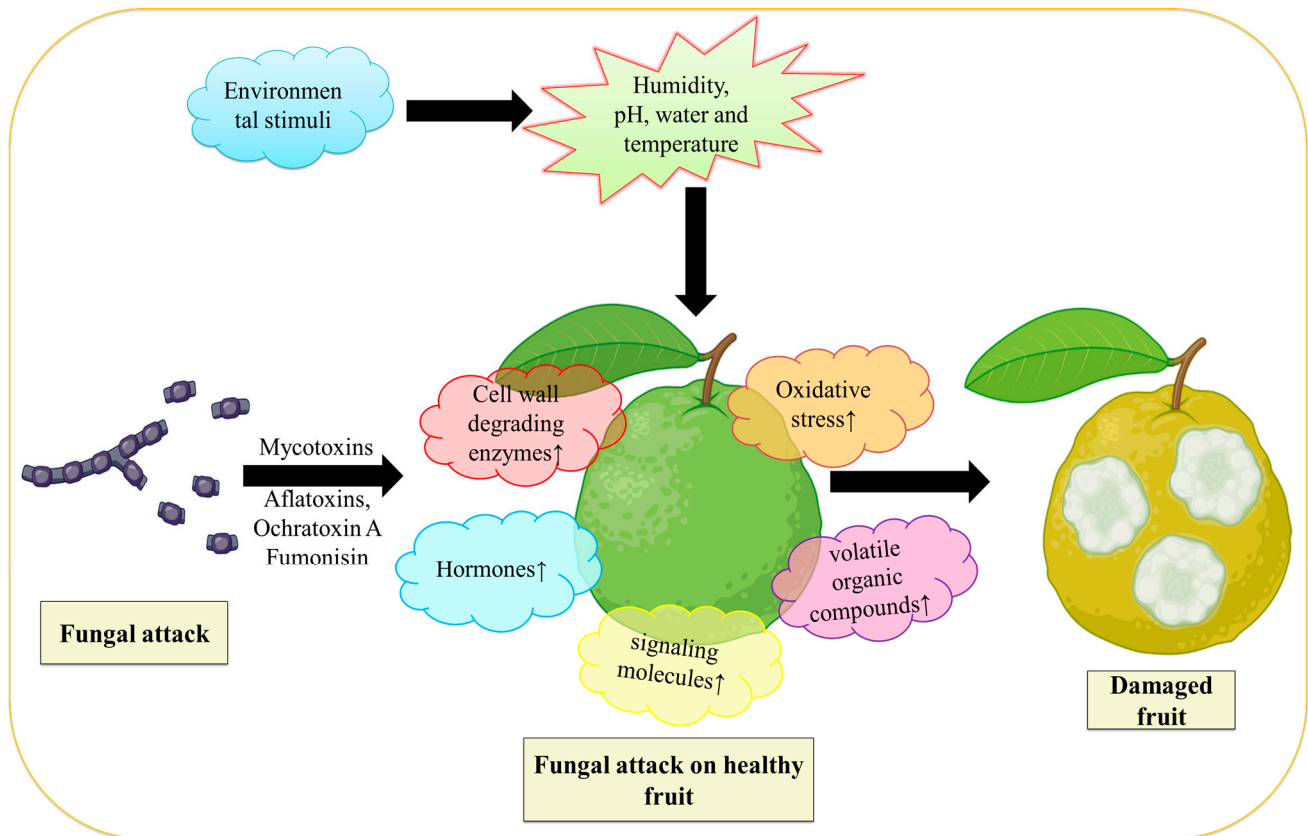 Environmen
tal stimuli
Humidity,
pH, water and
temperature
Mycotoxins
Aflatoxins,
Ochratoxin A
Fumonisin
Fungal attack
Cell wall
degrading
enzymes↑
Oxidative
stress↑
Hormones↑
volatile
organic
compounds↑
signaling
molecules↑
Fungal attack on healthy
fruit
Damaged
fruit